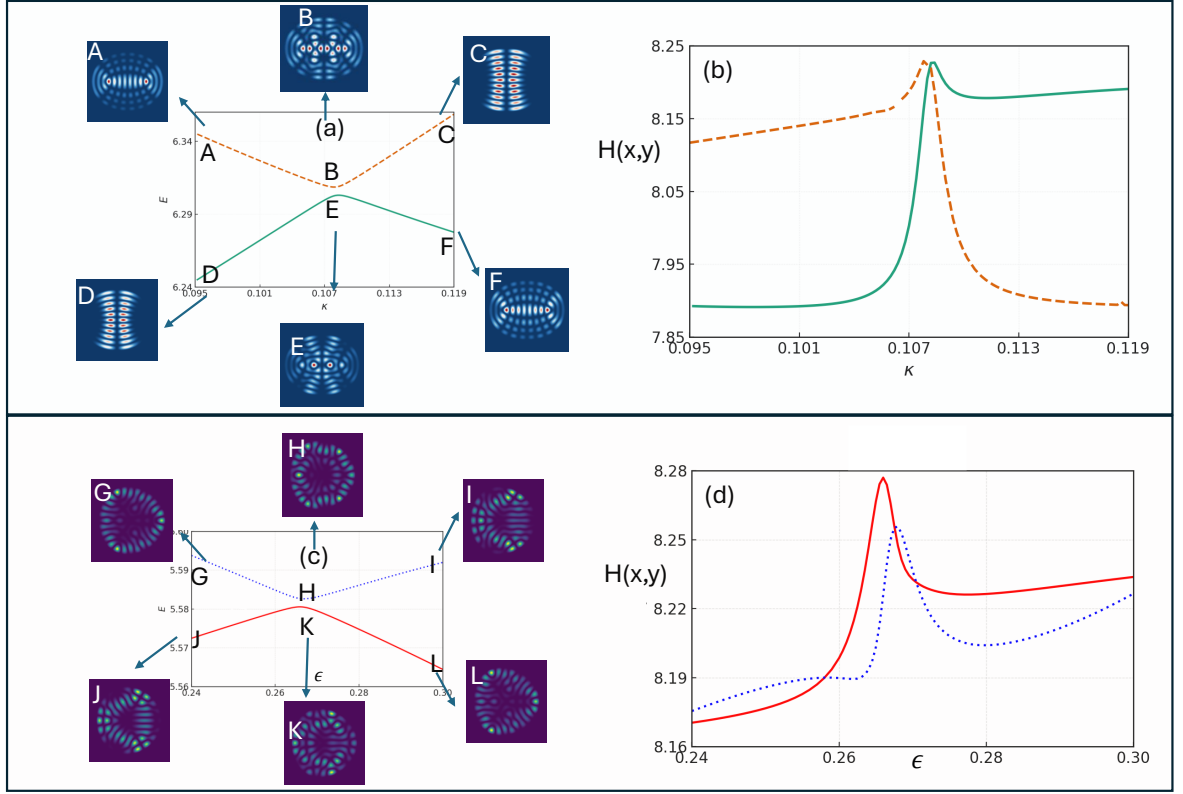 A
B
C
(a)
6.34
6.29
6.24
E
A
B
C
D
E
F
0.095
0.101
0.107
0.113
0.119
κ
D
E
F
(b)
H(x,y)
8.25
8.15
8.05
7.95
7.85
0.095
0.101
0.107
0.113
0.119
κ
G
H
I
(c)
5.59
5.58
5.57
5.56
E
G
H
I
J
K
L
ϵ
0.24
0.26
0.28
0.30
J
K
L
(d)
H(x,y)
8.28
8.25
8.22
8.19
8.16
0.24
0.26
0.28
0.30
ϵ